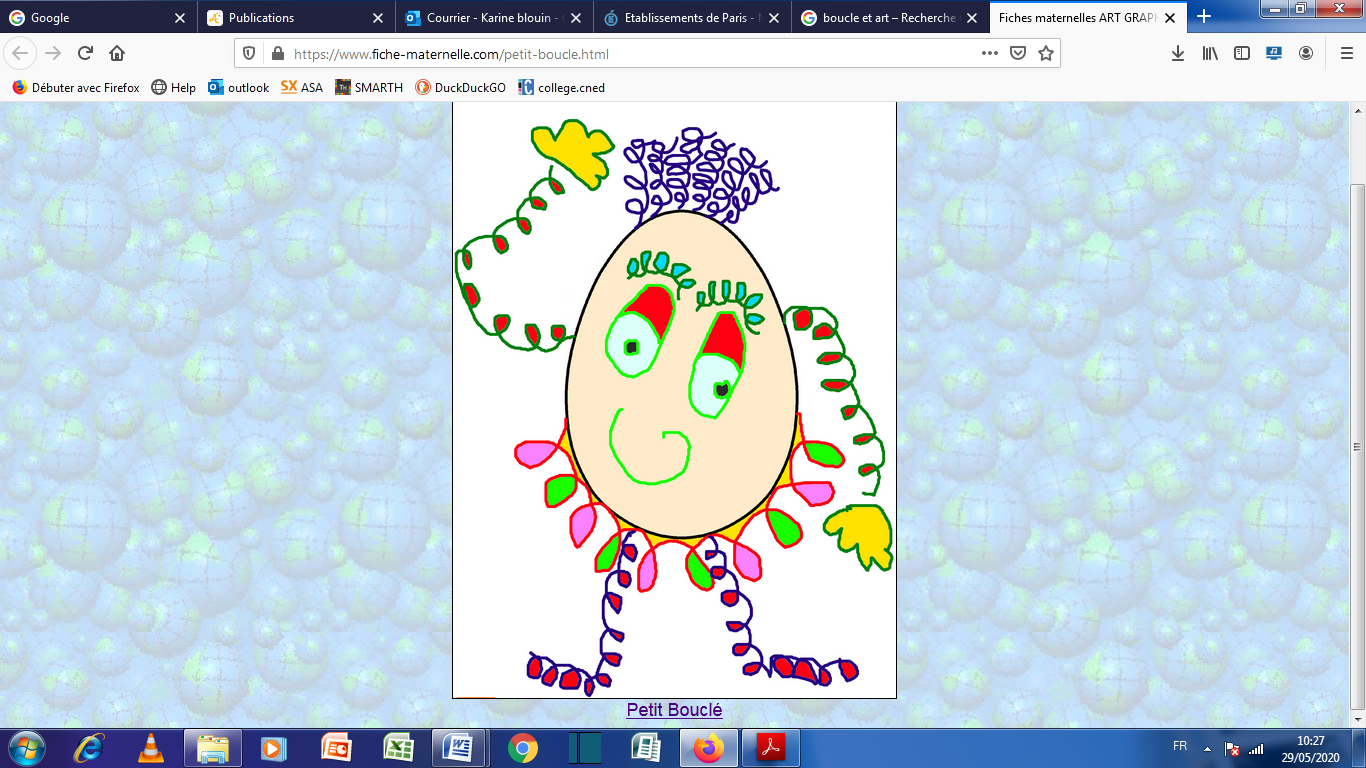 Google
Publications
Courrier - Karine blouin -
Etablissements de Paris -
boucle et art – Recherche
Fiches maternelles ART GRAPH
https://www.fiche-maternelle.com/petit-boucle.html
Débuter avec Firefox
Help
outlook
SX ASA
Th SMARTH
DuckDuckGO
college.cned
Petit Bouclé
FR
10:27
29/05/2020